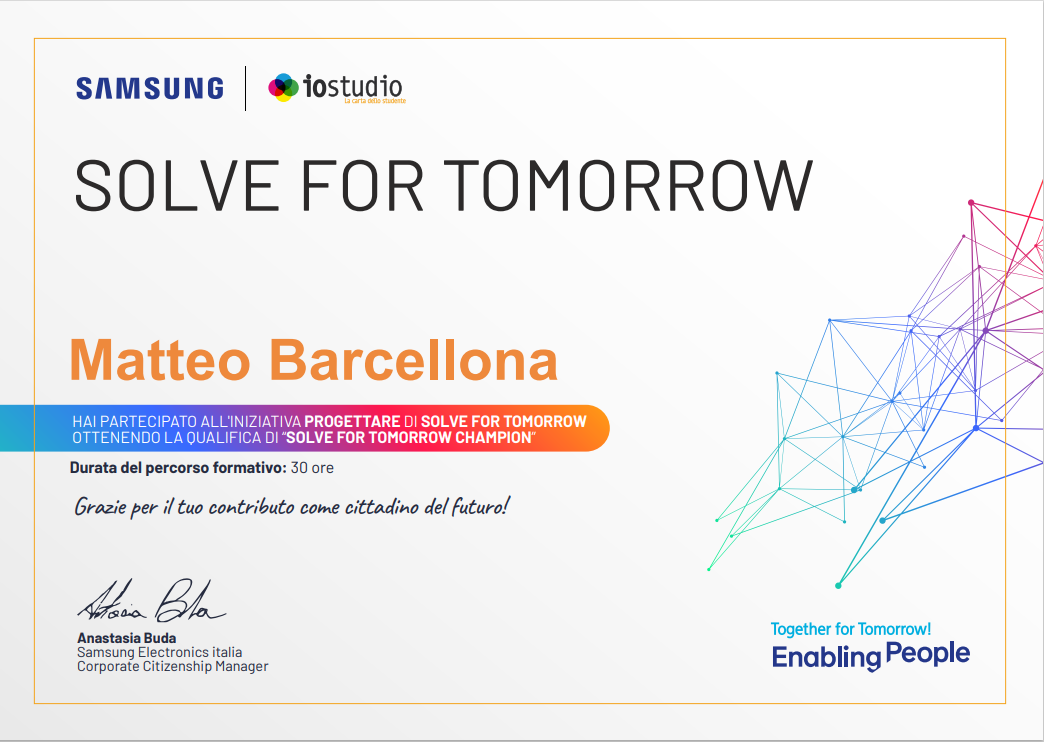 SAMSUNG
iostudio
la carta dello studente
SOLVE FOR TOMORROW
Matteo Barcellona
HAI PARTECIPATO ALL'INIZIATIVA PROGETTARE DI SOLVE FOR TOMORROW
OTTENENDO LA QUALIFICA DI "SOLVE FOR TOMORROW CHAMPION"
Durata del percorso formativo: 30 ore
Grazie per il tuo contributo come cittadino del futuro!
Anastasia Buda
Samsung Electronics italia
Corporate Citizenship Manager
Together for Tomorrow!
Enabling People